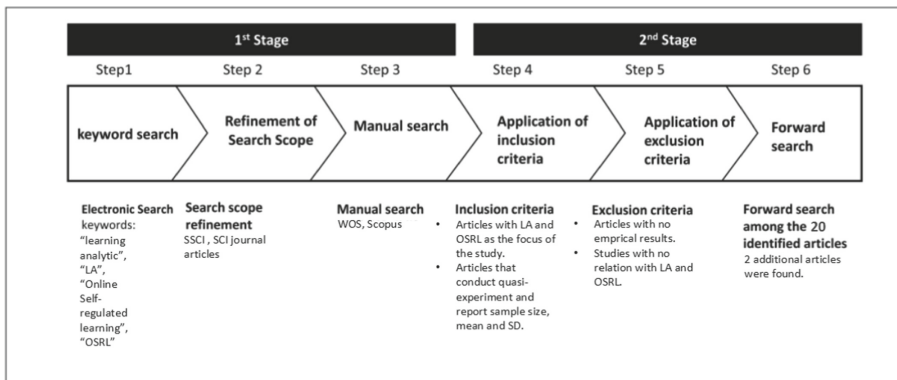 1st Stage
2nd Stage
Step1
Step 2
Step 3
Step 4
Step 5
Step 6
keyword search
Refinement of
Search Scope
Manual search
Application of
inclusion
criteria
Application of
exclusion
criteria
Forward
search
Electronic Search
keywords:
“learning
analytic”,
“LA”,
“Online
Self-
regulated
learning”,
“OSRL”
Search scope
refinement
SSCI , SCI journal
articles
Manual search
WOS, Scopus
Inclusion criteria
• Articles with LA and
OSRL as the focus of
the study.
• Articles that
conduct quasi-
experiment and
report sample size,
mean and SD.
Exclusion criteria
• Articles with no
emprical results.
• Studies with no
relation with LA and
OSRL.
Forward search
among the 20
identified articles
2 additional articles
were found.